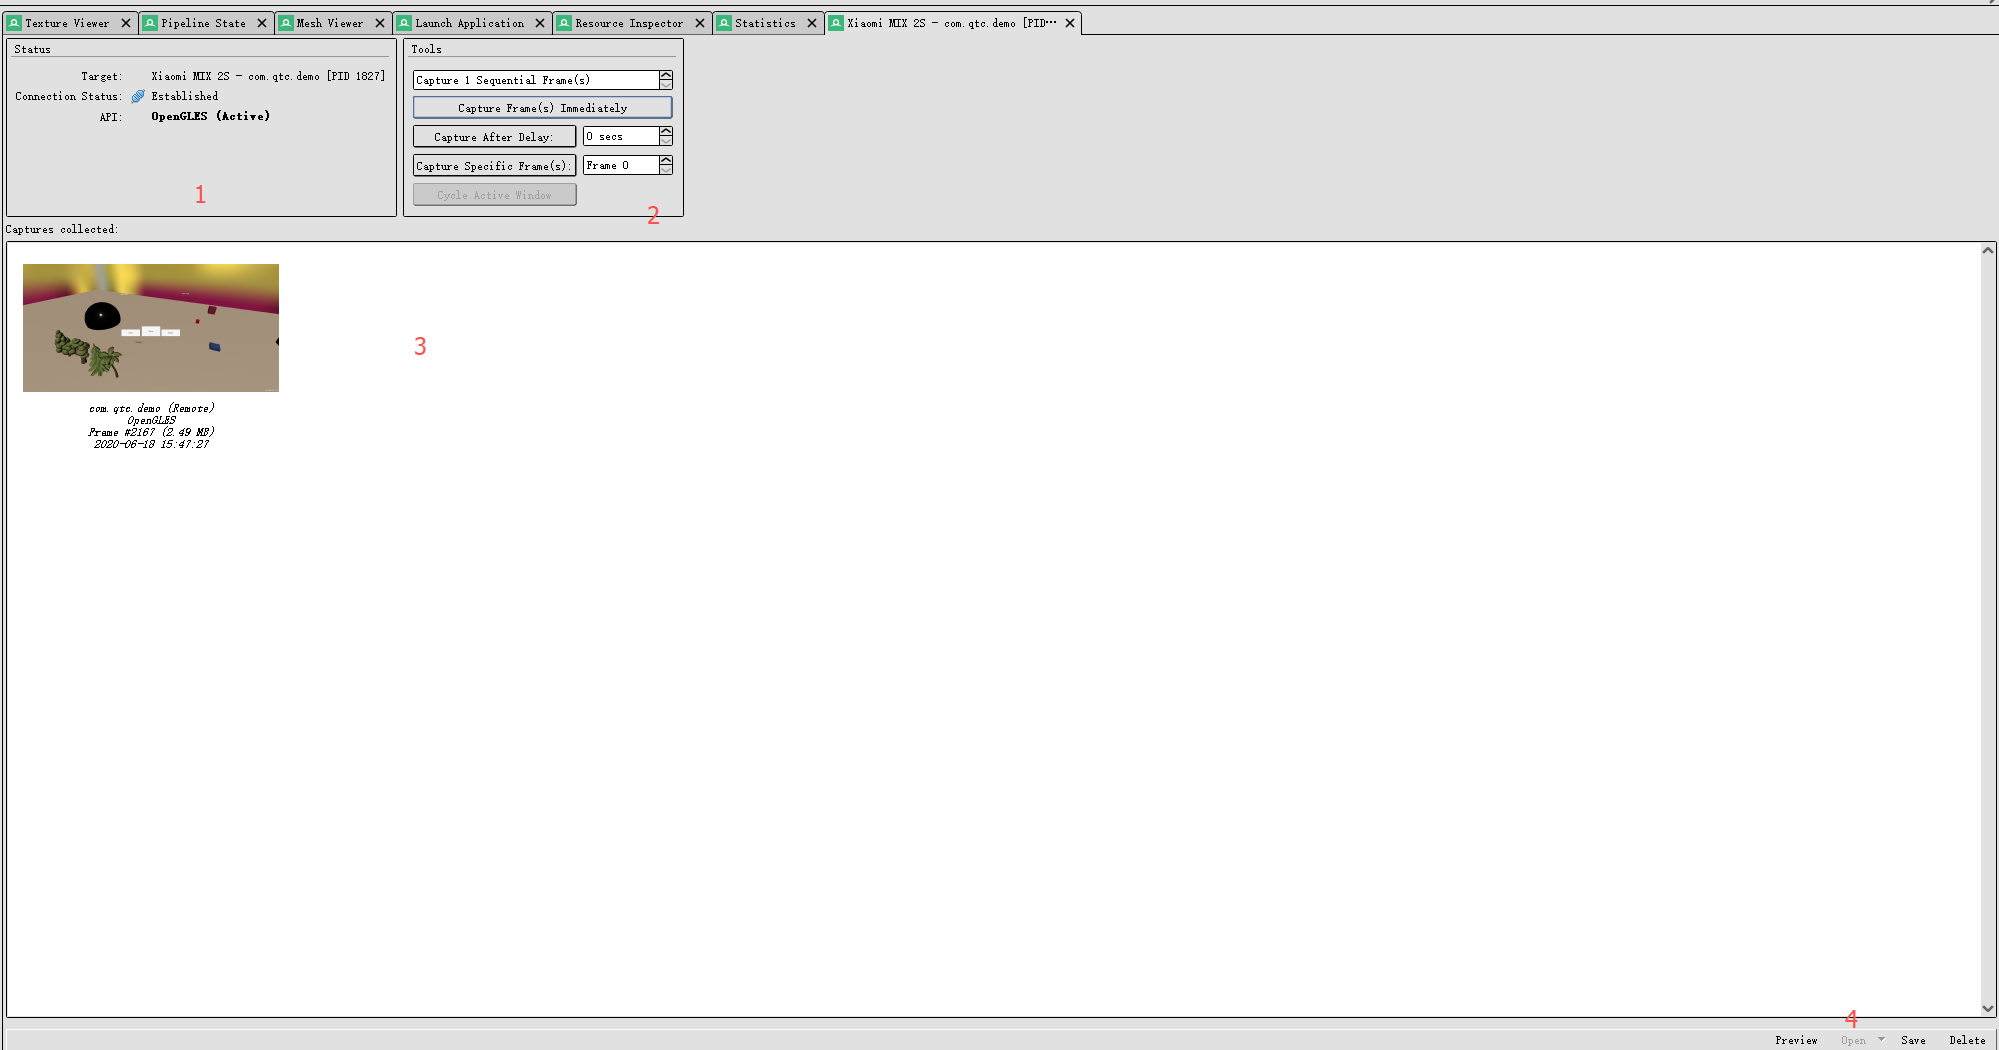 Texture Viewer Pipeline State Mesh Viewer Launch Application Resource Inspector Statistics Xiaomi MIX 2S - com.qtc.demo [PID...
Status
Target: Xiaomi MIX 2S - com.qtc.demo [PID 1827]
Connection Status: Established
API: OpenGLES (Active)
1
Tools
Capture 1 Sequential Frame(s)
Capture Frame(s) Immediately
Capture After Delay: 0 secs
Capture Specific Frame(s): Frame 0
Cycle Active Window
2
Captures collected:
3
com.qtc.demo (Remote)
OpenGLES
Frame #2167 (2.49 MB)
2020-06-18 15:47:27
4
Preview Open Save Delete